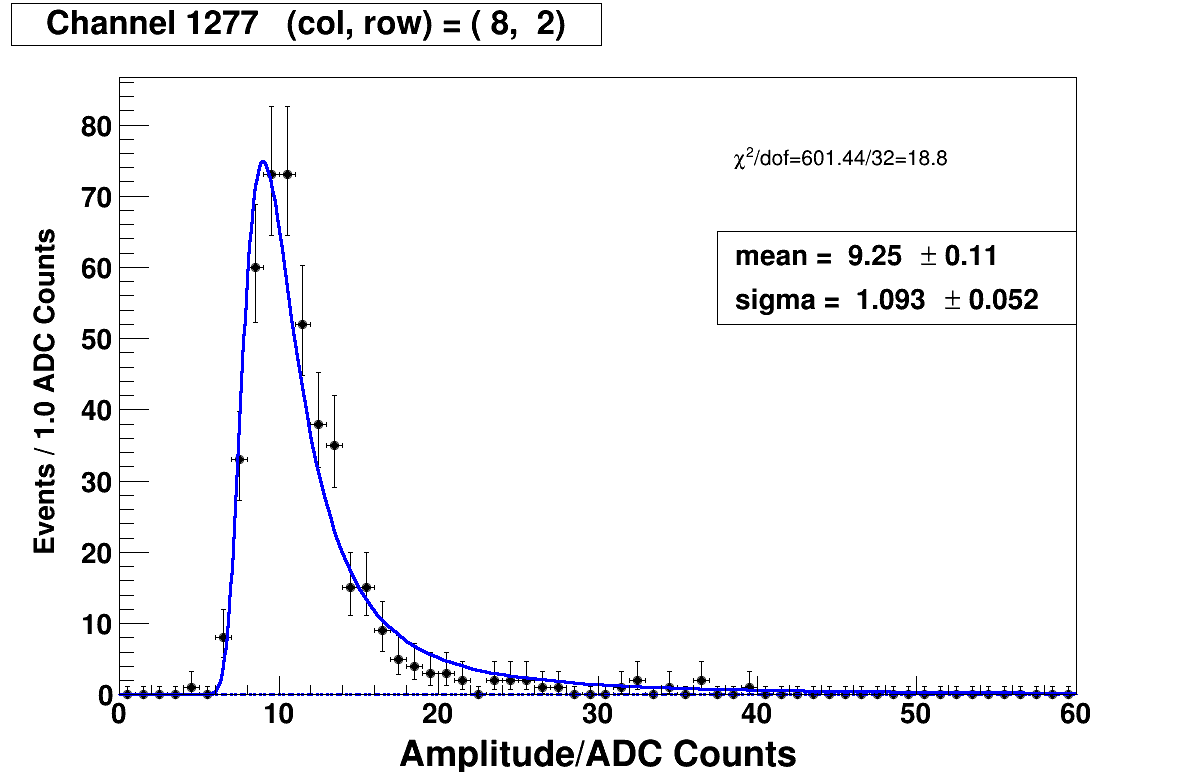 Channel 1277 (col, row) = ( 8, 2)
χ²/dof=601.44/32=18.8
mean = 9.25 ± 0.11
sigma = 1.093 ± 0.052
Events / 1.0 ADC Counts
80
70
60
50
40
30
20
10
0
0 10 20 30 40 50 60
Amplitude/ADC Counts